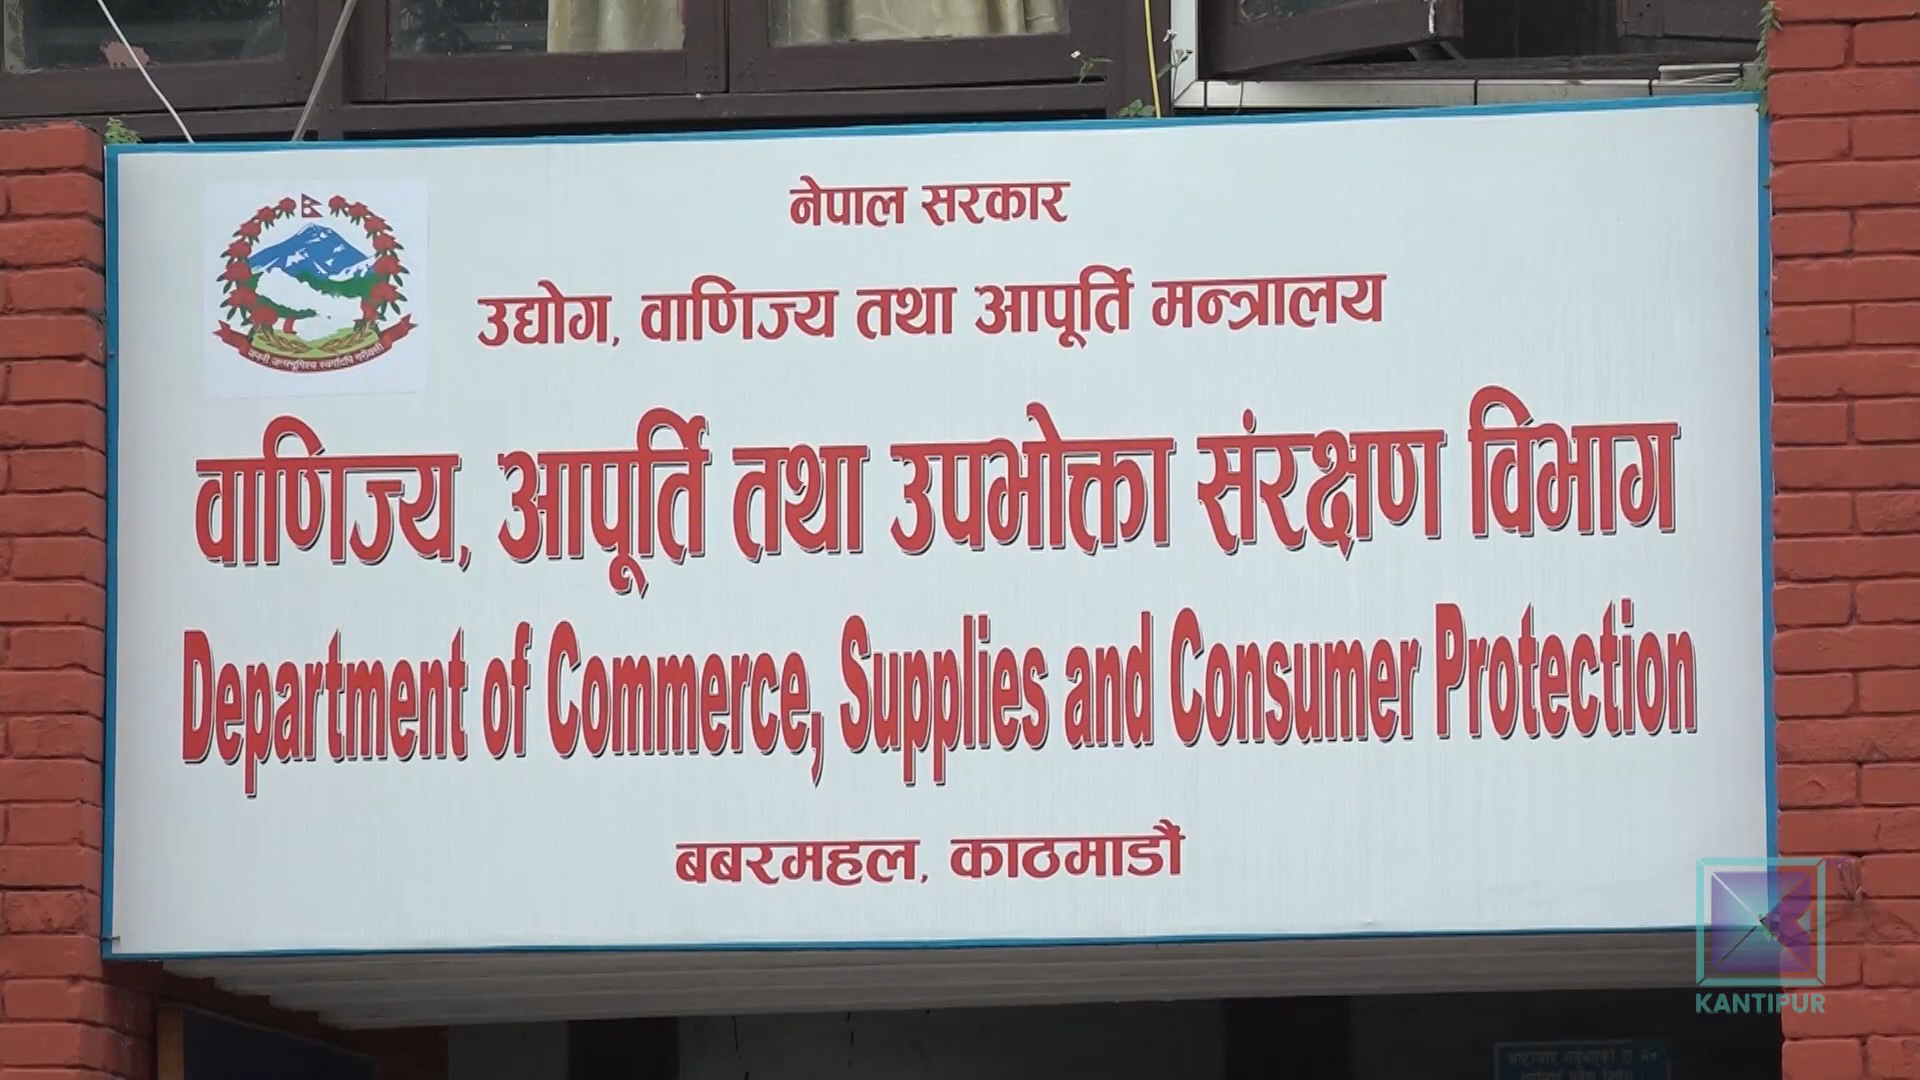 नेपाल सरकार
उद्योग, वाणिज्य तथा आपूर्ति मन्त्रालय
वाणिज्य, आपूर्ति तथा उपभोक्ता संरक्षण विभाग
Department of Commerce, Supplies and Consumer Protection
बबरमहल, काठमाडौं
KANTIPUR